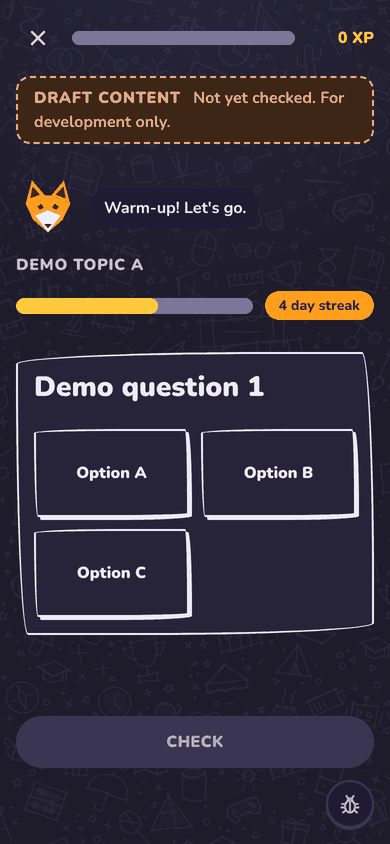 0 XP
DRAFT CONTENT Not yet checked. For
development only.
Warm-up! Let's go.
DEMO TOPIC A
4 day streak
Demo question 1
Option A
Option B
Option C
CHECK